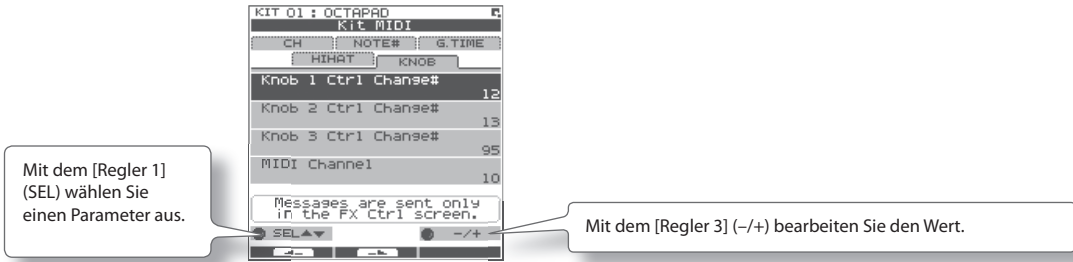 KIT 01 : OCTAPAD
Kit MIDI
CH NOTE# G.TIME
HIHAT KNOB
Knob 1 Ctrl Change#
12
Knob 2 Ctrl Change#
13
Knob 3 Ctrl Change#
95
MIDI Channel
10
Messages are sent only
in the FX Ctrl screen.
SEL▲▼ –/+
Mit dem [Regler 1]
(SEL) wählen Sie
einen Parameter aus.
Mit dem [Regler 3] (–/+) bearbeiten Sie den Wert.